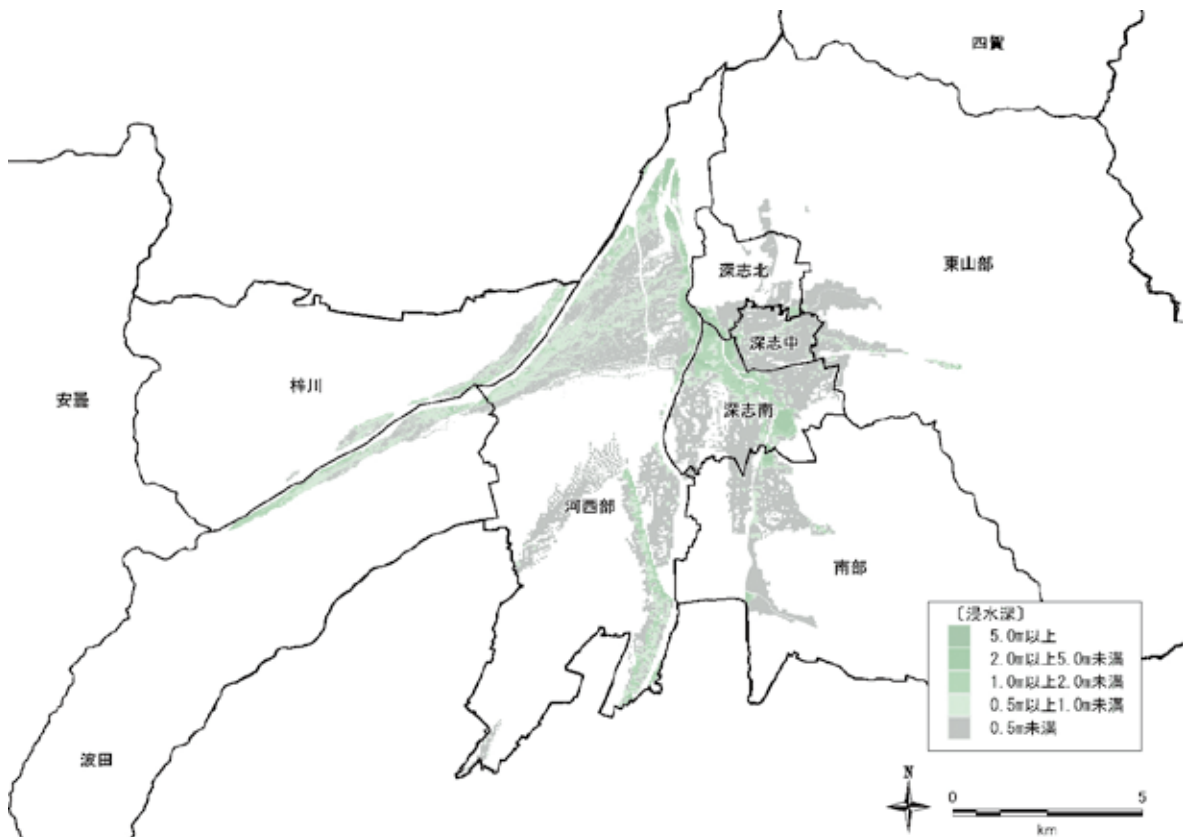 四賀
深志北
東山部
深志中
安曇
梓川
深志南
河西部
南部
波田
〔浸水深〕
5.0m以上
2.0m以上5.0m未満
1.0m以上2.0m未満
0.5m以上1.0m未満
0.5m未満
N
0 5
km